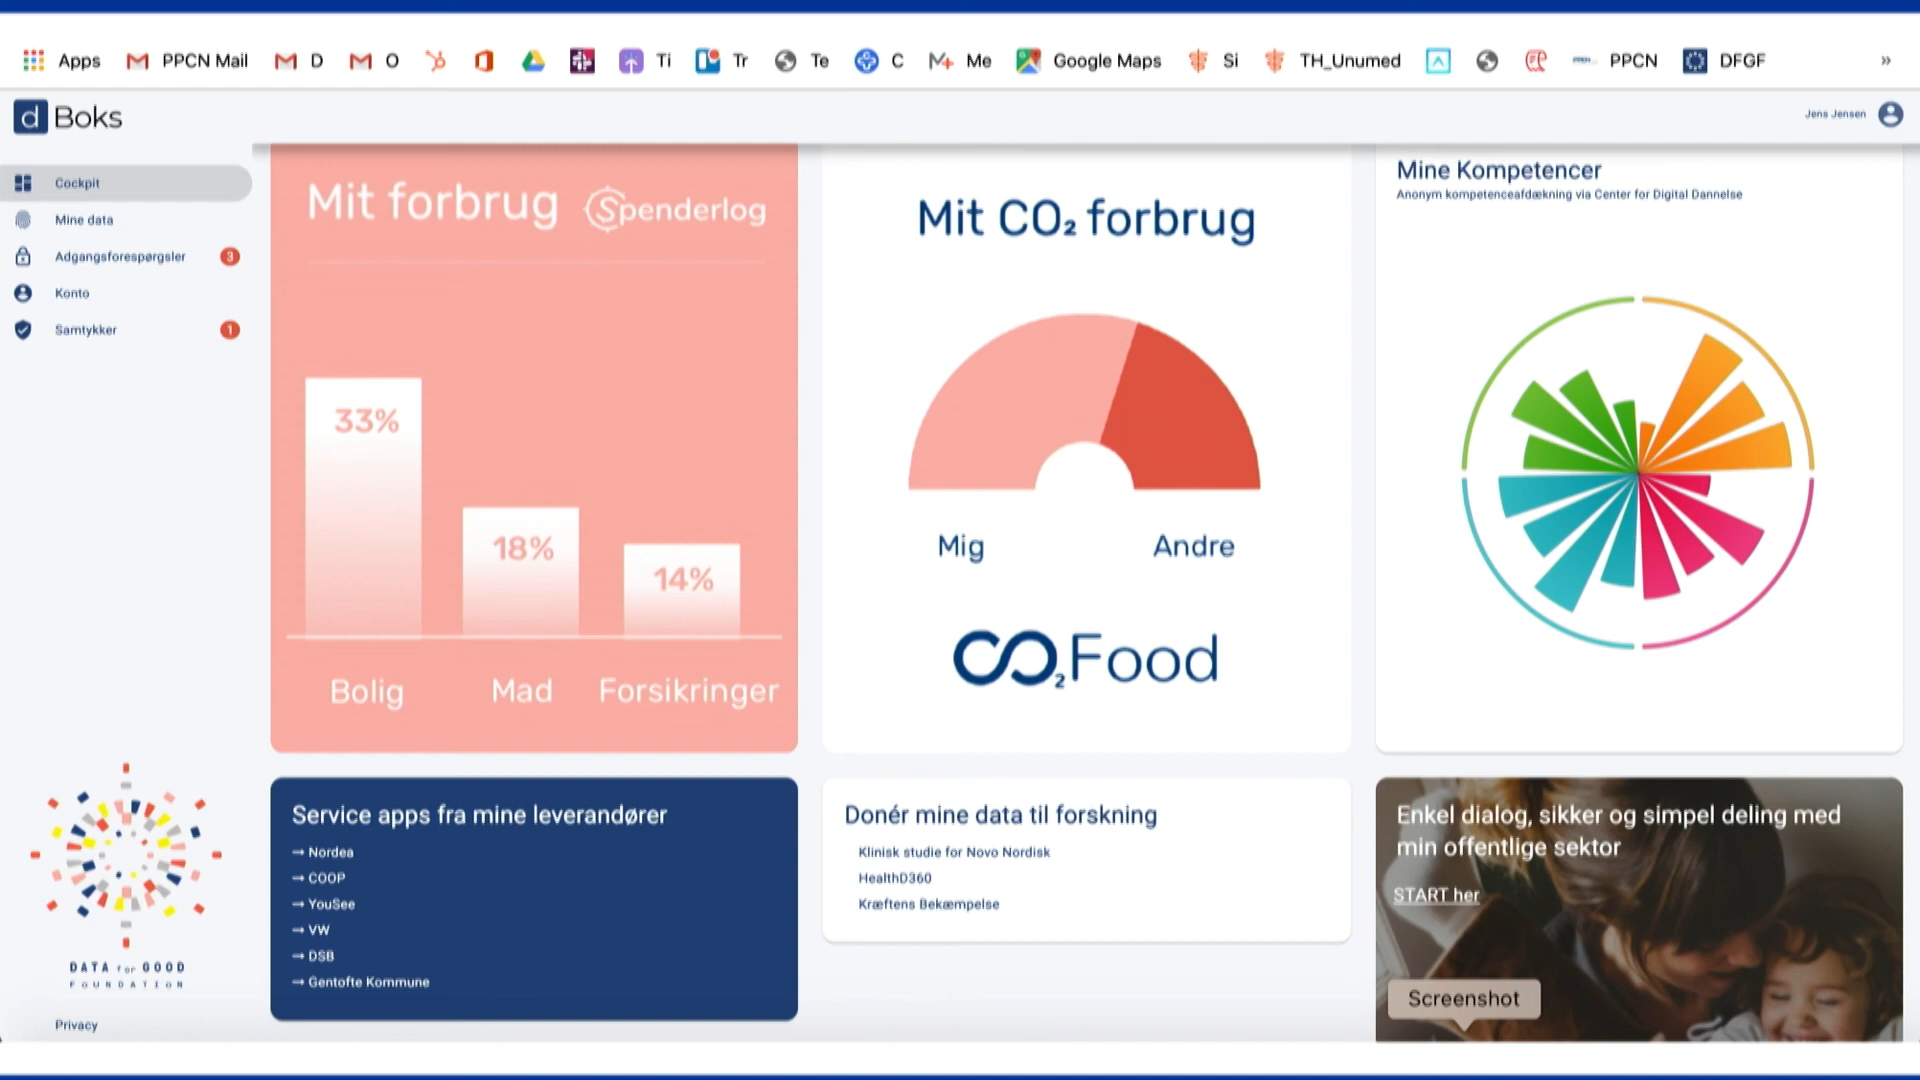 Apps PPCN Mail D O Ti Tr Te C Me Google Maps Si TH_Unumed PPCN DFGF »
d Boks
Jens Jensen
Cockpit
Mine data
Adgangsforespørgsler 3
Konto
Samtykker 1
DATA for GOOD
FOUNDATION
Privacy
Mit forbrug Spenderlog
33%
18%
14%
Bolig Mad Forsikringer
Mit CO₂ forbrug
Mig Andre
CO₂Food
Mine Kompetencer
Anonym kompetenceafdækning via Center for Digital Dannelse
Service apps fra mine leverandører
→ Nordea
→ COOP
→ YouSee
→ VW
→ DSB
→ Gentofte Kommune
Donér mine data til forskning
Klinisk studie for Novo Nordisk
HealthD360
Kræftens Bekæmpelse
Enkel dialog, sikker og simpel deling med
min offentlige sektor
START her
Screenshot